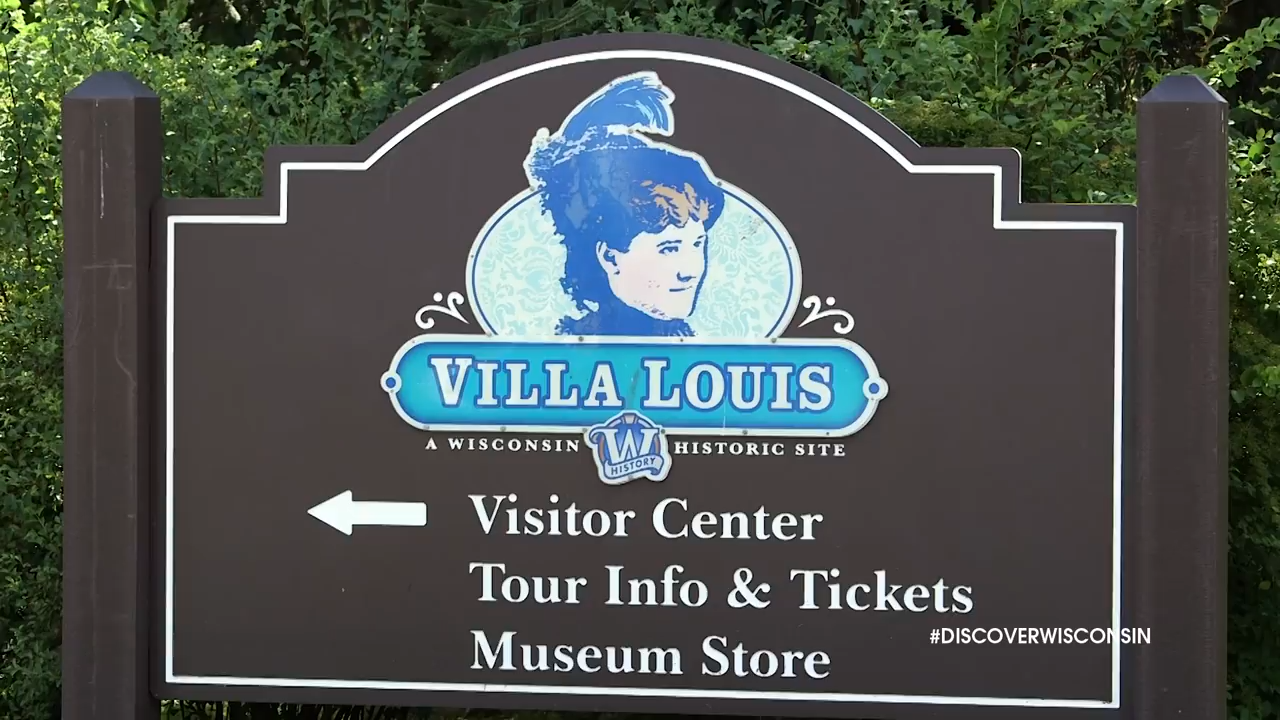 VILLA LOUIS
A WISCONSIN W HISTORY HISTORIC SITE
Visitor Center
Tour Info & Tickets
#DISCOVERWISCONSIN
Museum Store